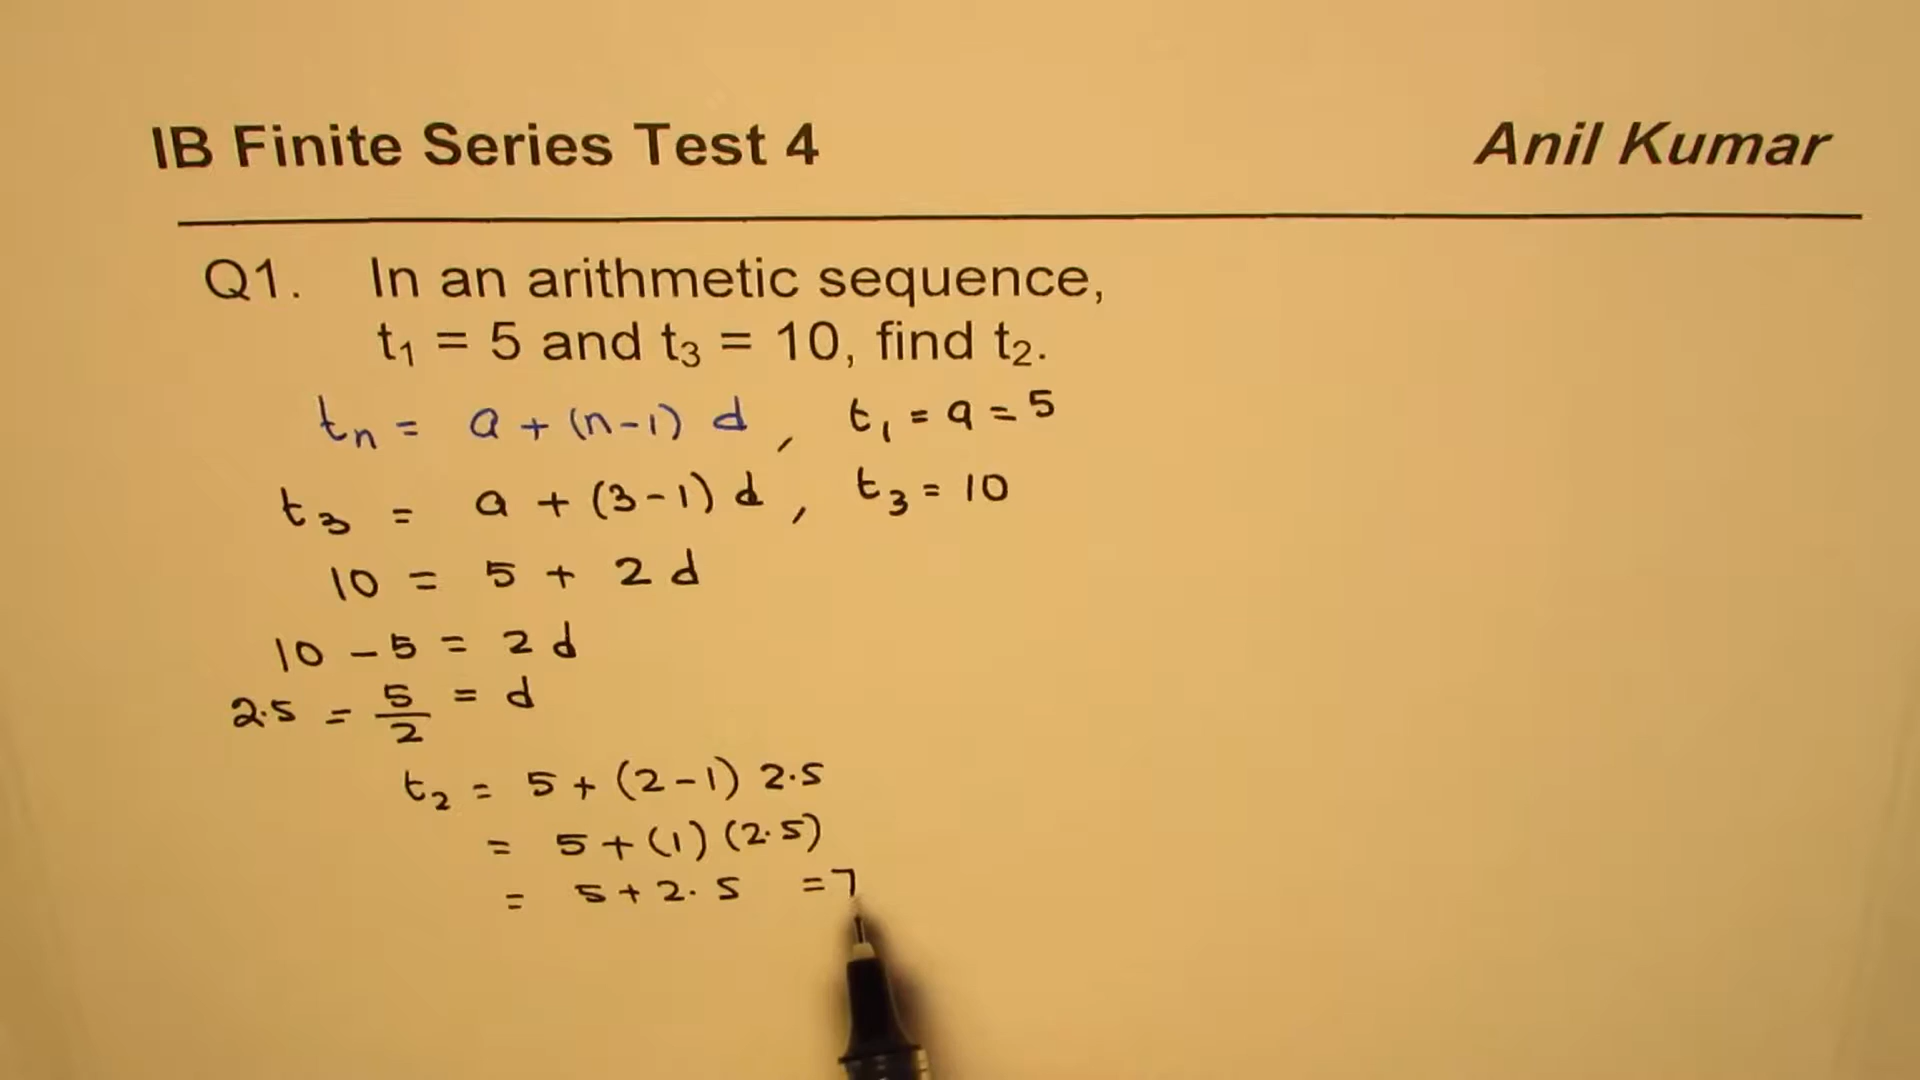 IB Finite Series Test 4 Anil Kumar
Q1. In an arithmetic sequence,
t₁ = 5 and t₃ = 10, find t₂.
tₙ = a + (n-1) d , t₁ = a = 5
t₃ = a + (3-1) d , t₃ = 10
10 = 5 + 2 d
10 - 5 = 2 d
2.5 = 5/2 = d
t₂ = 5 + (2-1) 2.5
= 5 + (1) (2.5)
= 5 + 2.5 = 7